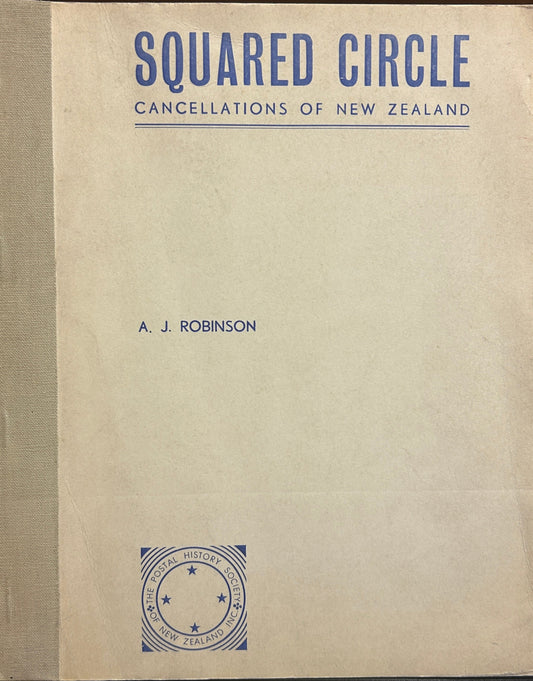 SQUARED CIRCLE
CANCELLATIONS OF NEW ZEALAND
A. J. ROBINSON
THE POSTAL HISTORY SOCIETY
OF NEW ZEALAND INC.